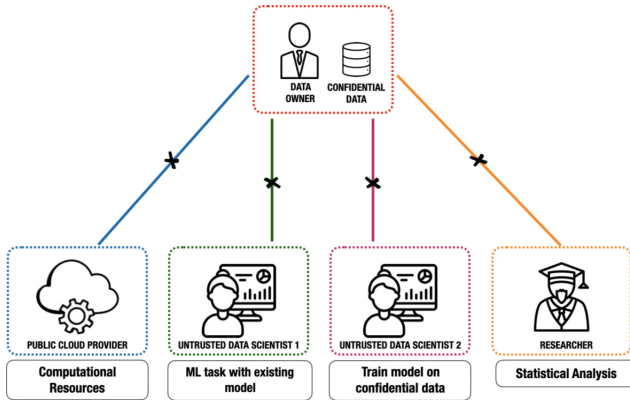 DATA
OWNER
CONFIDENTIAL
DATA
PUBLIC CLOUD PROVIDER
UNTRUSTED DATA SCIENTIST 1
UNTRUSTED DATA SCIENTIST 2
RESEARCHER
Computational
Resources
ML task with existing
model
Train model on
confidential data
Statistical Analysis